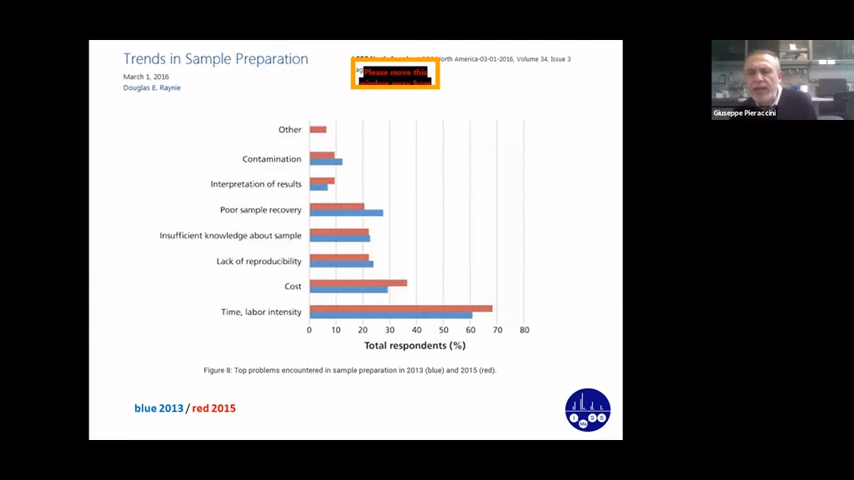 Trends in Sample Preparation
March 1, 2016
Douglas E. Raynie
North America-03-01-2016, Volume 34, Issue 3
Please move this
Other
Contamination
Interpretation of results
Poor sample recovery
Insufficient knowledge about sample
Lack of reproducibility
Cost
Time, labor intensity
0 10 20 30 40 50 60 70 80
Total respondents (%)
Figure 8: Top problems encountered in sample preparation in 2013 (blue) and 2015 (red).
blue 2013 / red 2015
Giuseppe Pieraccini